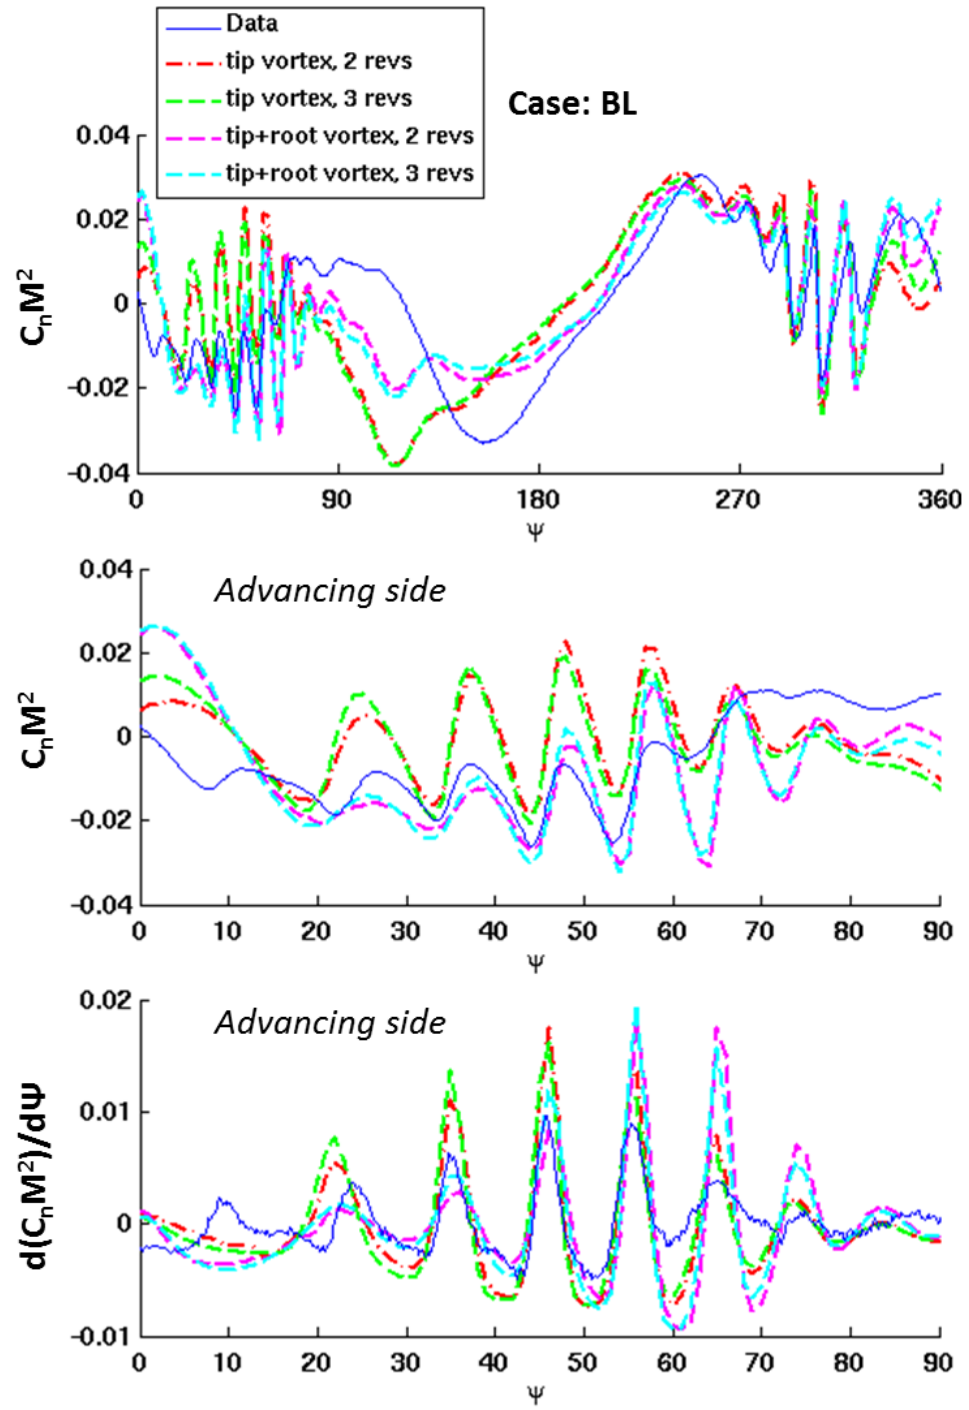 Data
tip vortex, 2 revs
tip vortex, 3 revs
tip+root vortex, 2 revs
tip+root vortex, 3 revs
Case: BL
0.04
0.02
0
-0.02
-0.04
CₙM²
0 90 180 270 360
ψ
Advancing side
0.04
0.02
0
-0.02
-0.04
CₙM²
0 10 20 30 40 50 60 70 80 90
ψ
Advancing side
0.02
0.01
0
-0.01
d(CₙM²)/dΨ
0 10 20 30 40 50 60 70 80 90
ψ